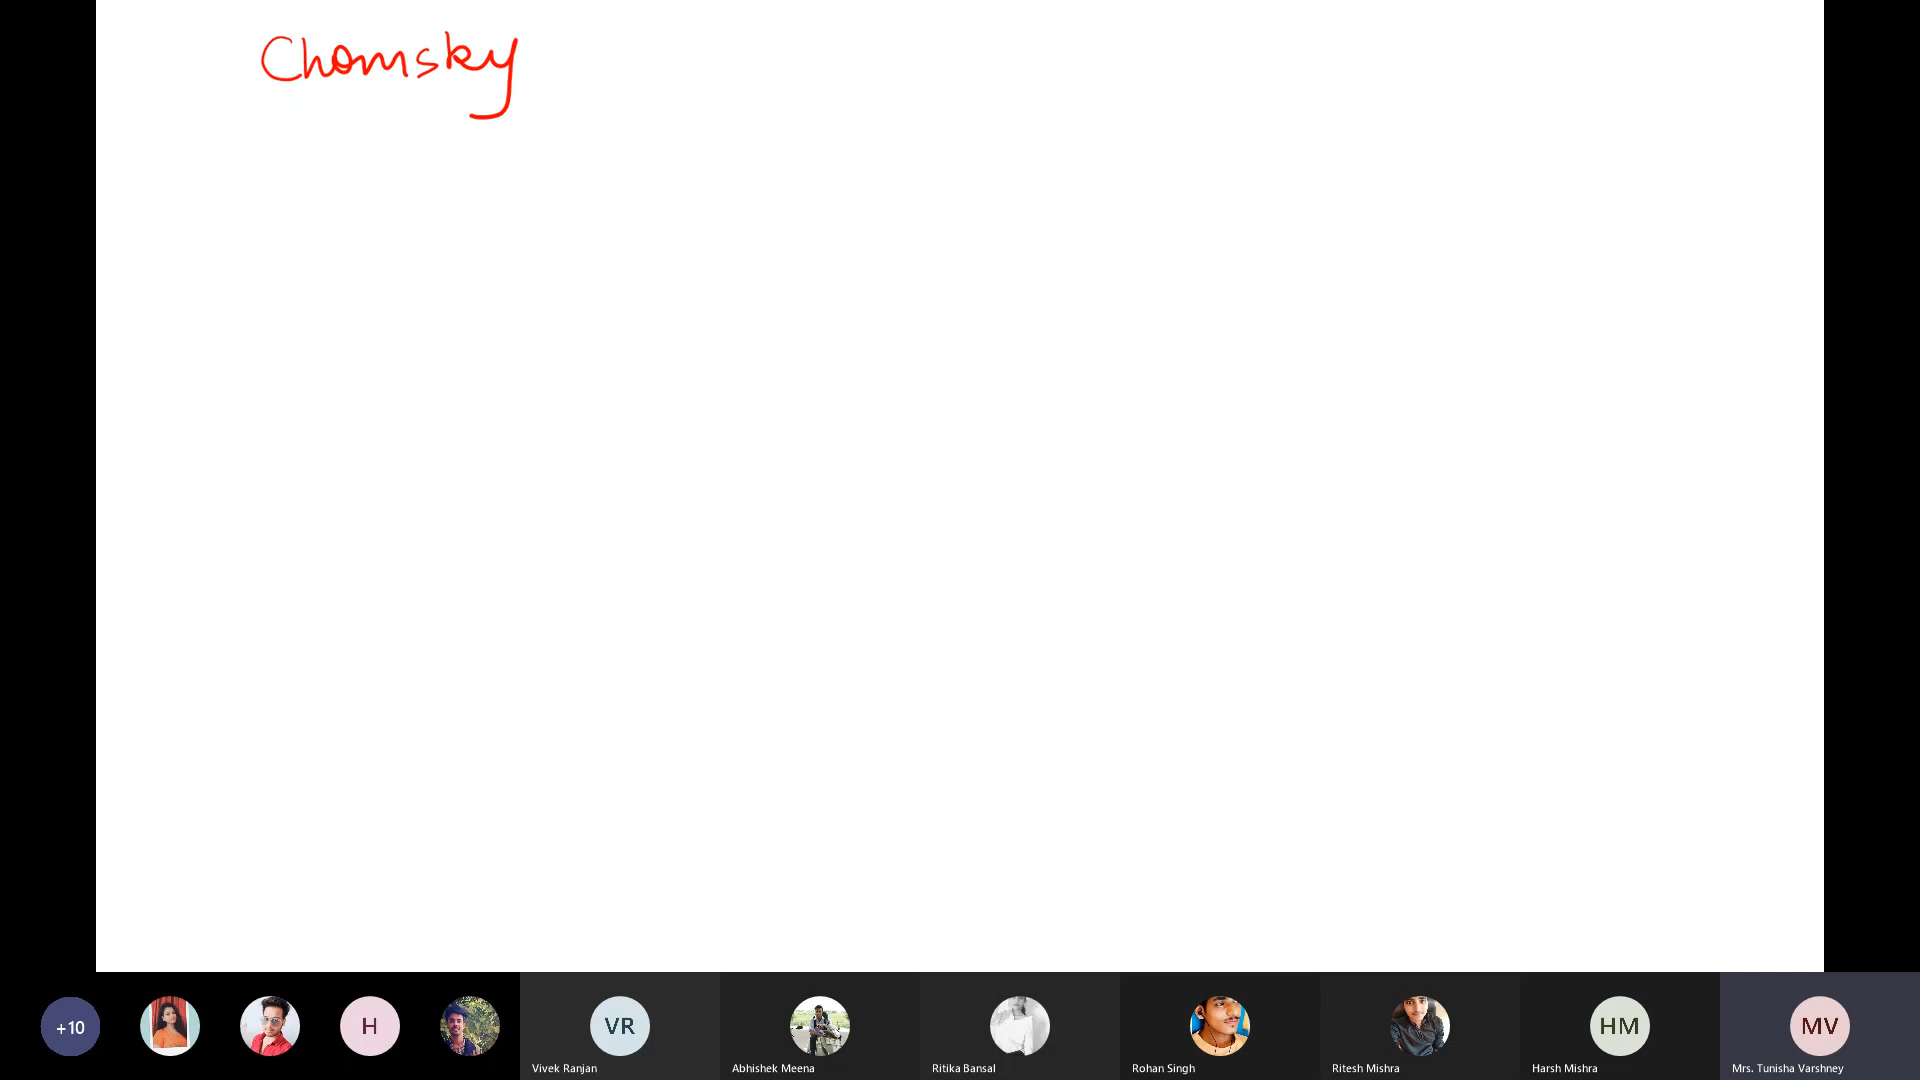 Chomsky
+10
H
VR
HM
MV
Vivek Ranjan
Abhishek Meena
Ritika Bansal
Rohan Singh
Ritesh Mishra
Harsh Mishra
Mrs. Tunisha Varshney